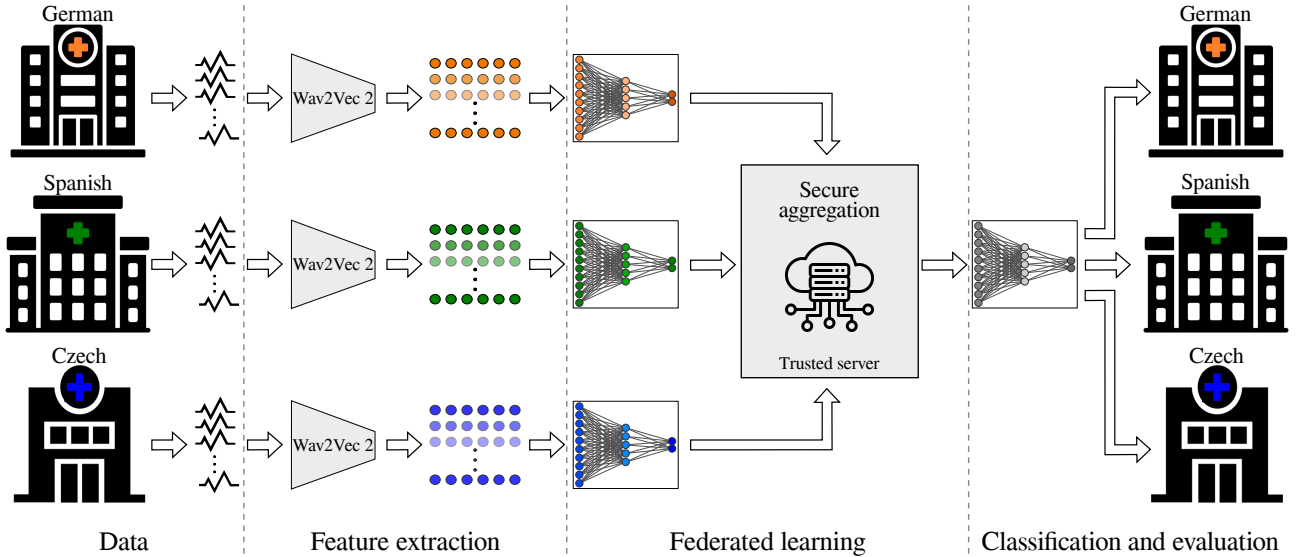 German
German
Wav2Vec 2
Spanish
Spanish
Secure
aggregation
Wav2Vec 2
Czech
Czech
Trusted server
Wav2Vec 2
Data
Feature extraction
Federated learning
Classification and evaluation